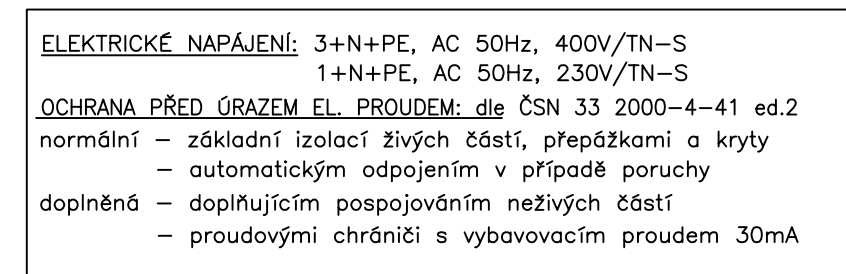 ELEKTRICKÉ NAPÁJENÍ: 3+N+PE, AC 50Hz, 400V/TN-S
1+N+PE, AC 50Hz, 230V/TN-S
OCHRANA PŘED ÚRAZEM EL. PROUDEM: dle ČSN 33 2000-4-41 ed.2
normální – základní izolací živých částí, přepážkami a kryty
– automatickým odpojením v případě poruchy
doplněná – doplňujícím pospojováním neživých částí
– proudovými chrániči s vybavovacím proudem 30mA